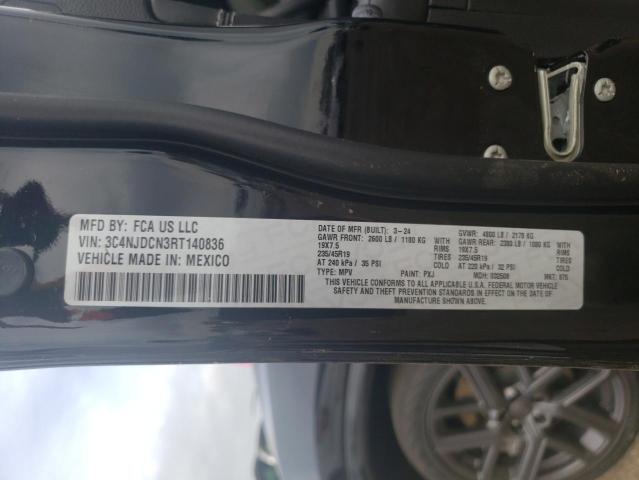 MFD BY: FCA US LLC
VIN: 3C4NJDCN3RT140836
VEHICLE MADE IN: MEXICO
DATE OF MFR (BUILT): 3-24 GVWR: 4800 LB / 2178 KG
GAWR FRONT: 2600 LB / 1180 KG WITH GAWR REAR: 2380 LB / 1080 KG WITH
19X7.5 RIMS 19X7.5 RIMS
235/45R19 TIRES 235/45R19 TIRES
AT 240 kPa / 35 PSI COLD AT 220 kPa / 32 PSI COLD
TYPE: MPV PAINT: PXJ MDH: MKT:
THIS VEHICLE CONFORMS TO ALL APPLICABLE U.S.A. FEDERAL MOTOR VEHICLE
SAFETY AND THEFT PREVENTION STANDARDS IN EFFECT ON THE DATE OF
MANUFACTURE SHOWN ABOVE.